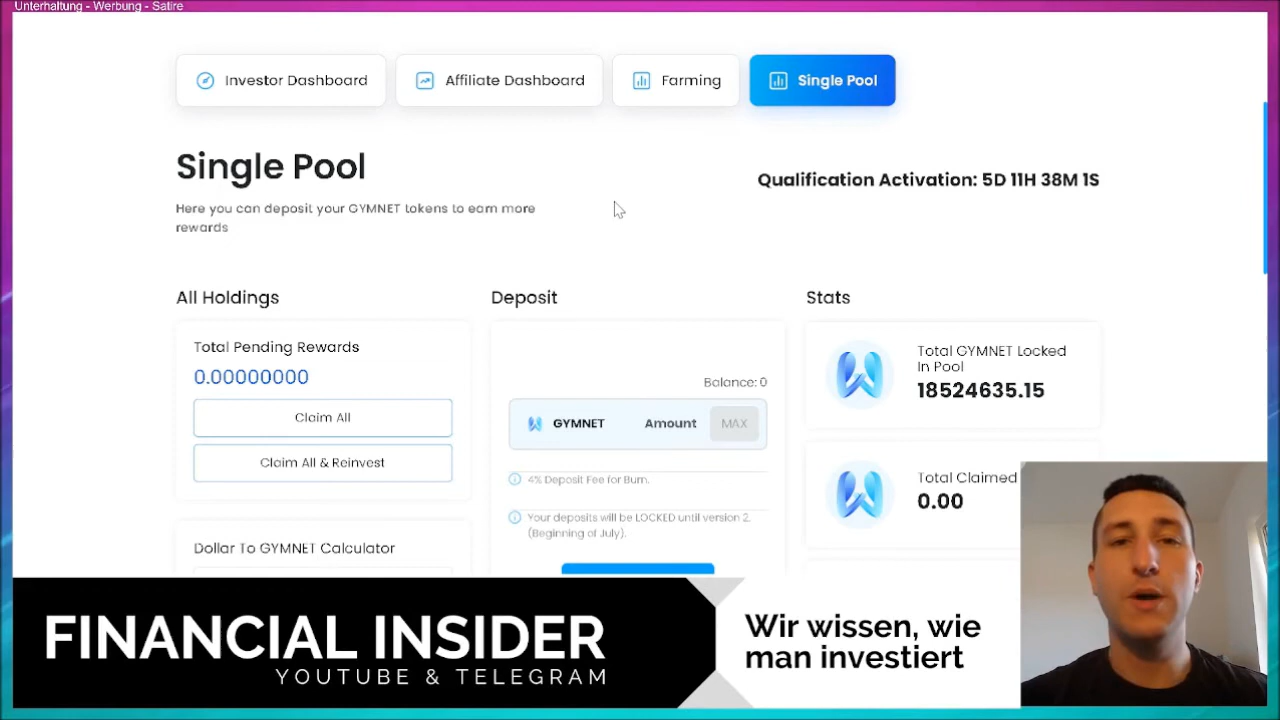 Unterhaltung - Werbung - Satire
Investor Dashboard
Affiliate Dashboard
Farming
Single Pool
Single Pool
Qualification Activation: 5D 11H 38M 1S
Here you can deposit your GYMNET tokens to earn more
rewards
All Holdings
Deposit
Stats
Total Pending Rewards
0.00000000
Claim All
Claim All & Reinvest
Dollar To GYMNET Calculator
Balance: 0
GYMNET
Amount
MAX
4% Deposit Fee for Burn.
Your deposits will be LOCKED until version 2.
(Beginning of July).
Total GYMNET Locked
In Pool
18524635.15
Total Claimed
0.00
FINANCIAL INSIDER
YOUTUBE & TELEGRAM
Wir wissen, wie
man investiert